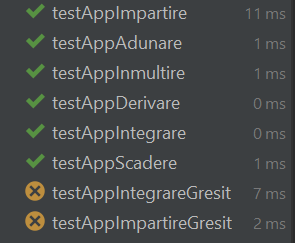 testAppImpartire 11 ms
testAppAdunare 1 ms
testAppInmultire 1 ms
testAppDerivare 0 ms
testAppIntegrare 0 ms
testAppScadere 1 ms
testAppIntegrareGresit 7 ms
testAppImpartireGresit 2 ms